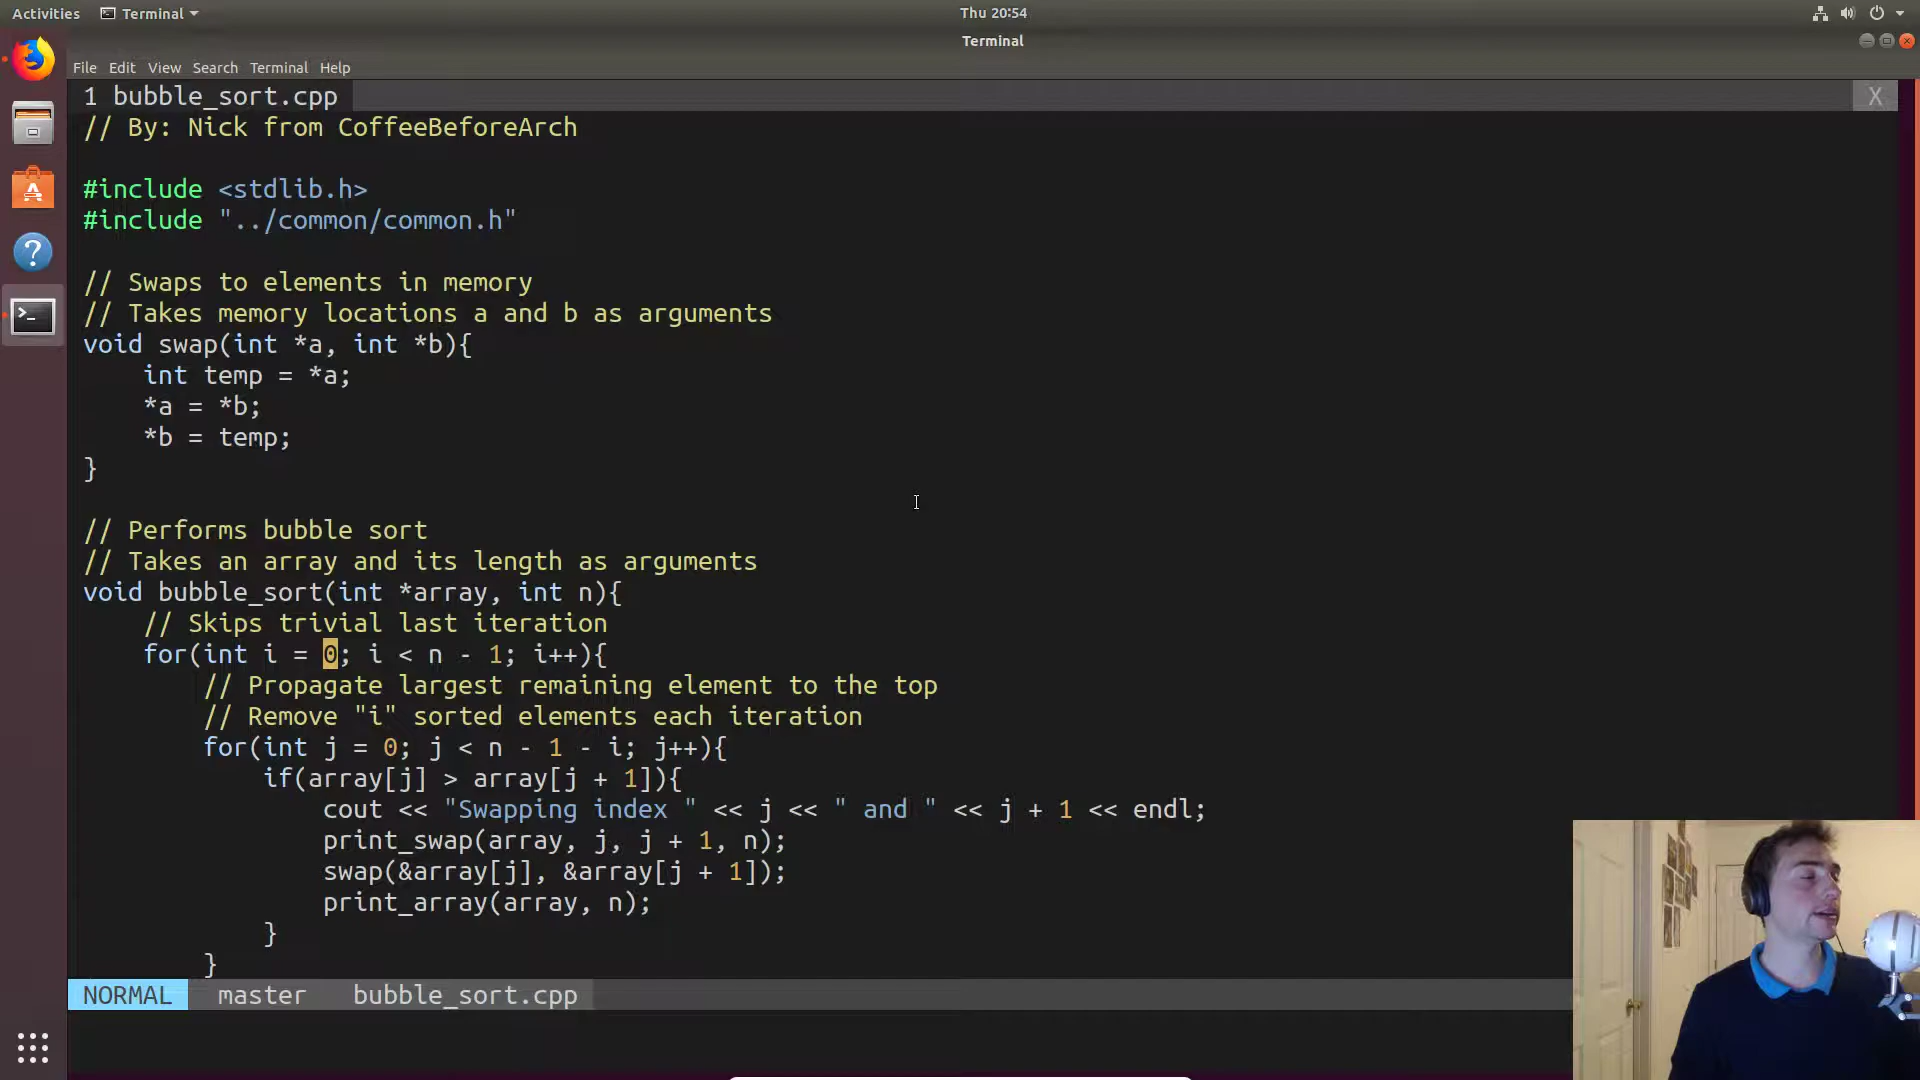 Activities Terminal Thu 20:54
Terminal
File Edit View Search Terminal Help
1 bubble_sort.cpp X
// By: Nick from CoffeeBeforeArch
#include <stdlib.h>
#include "../common/common.h"
// Swaps to elements in memory
// Takes memory locations a and b as arguments
void swap(int *a, int *b){
    int temp = *a;
    *a = *b;
    *b = temp;
}
// Performs bubble sort
// Takes an array and its length as arguments
void bubble_sort(int *array, int n){
    // Skips trivial last iteration
    for(int i = 0; i < n - 1; i++){
        // Propagate largest remaining element to the top
        // Remove "i" sorted elements each iteration
        for(int j = 0; j < n - 1 - i; j++){
            if(array[j] > array[j + 1]){
                cout << "Swapping index " << j << " and " << j + 1 << endl;
                print_swap(array, j, j + 1, n);
                swap(&array[j], &array[j + 1]);
                print_array(array, n);
            }
        }
NORMAL master bubble_sort.cpp